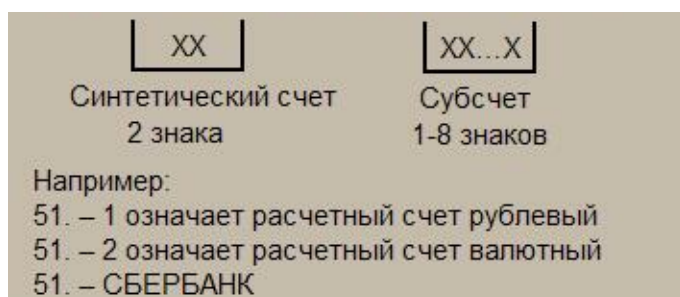 XX XX...X
Синтетический счет Субсчет
2 знака 1-8 знаков
Например:
51. – 1 означает расчетный счет рублевый
51. – 2 означает расчетный счет валютный
51. – СБЕРБАНК